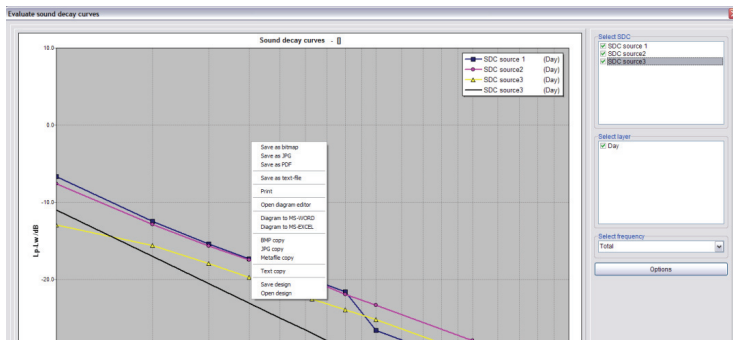 Evaluate sound decay curves
Sound decay curves - []
10.0
0.0
-10.0
-20.0
Lp-Lw /dB
SDC source 1 (Day)
SDC source2 (Day)
SDC source3 (Day)
SDC source3 (Day)
Save as bitmap
Save as JPG
Save as PDF
Save as text-file
Print
Open diagram editor
Diagram to MS-WORD
Diagram to MS-EXCEL
BMP copy
JPG copy
Metafile copy
Text copy
Save design
Open design
Select SDC
SDC source 1
SDC source2
SDC source3
Select layer
Day
Select frequency
Total
Options